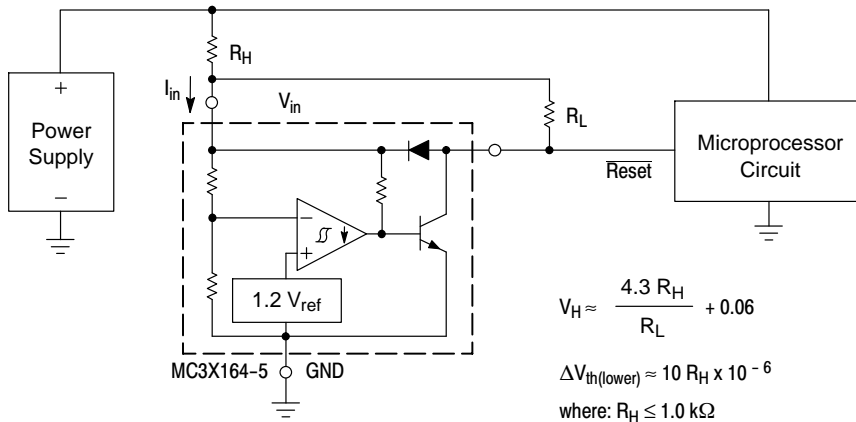 R_H
I_in
V_in
+
Power
Supply
−
R_L
Reset
Microprocessor
Circuit
−
+
1.2 V_ref
MC3X164−5
GND
V_H ≈ 4.3 R_H / R_L + 0.06
ΔV_th(lower) ≈ 10 R_H x 10^−6
where: R_H ≤ 1.0 kΩ